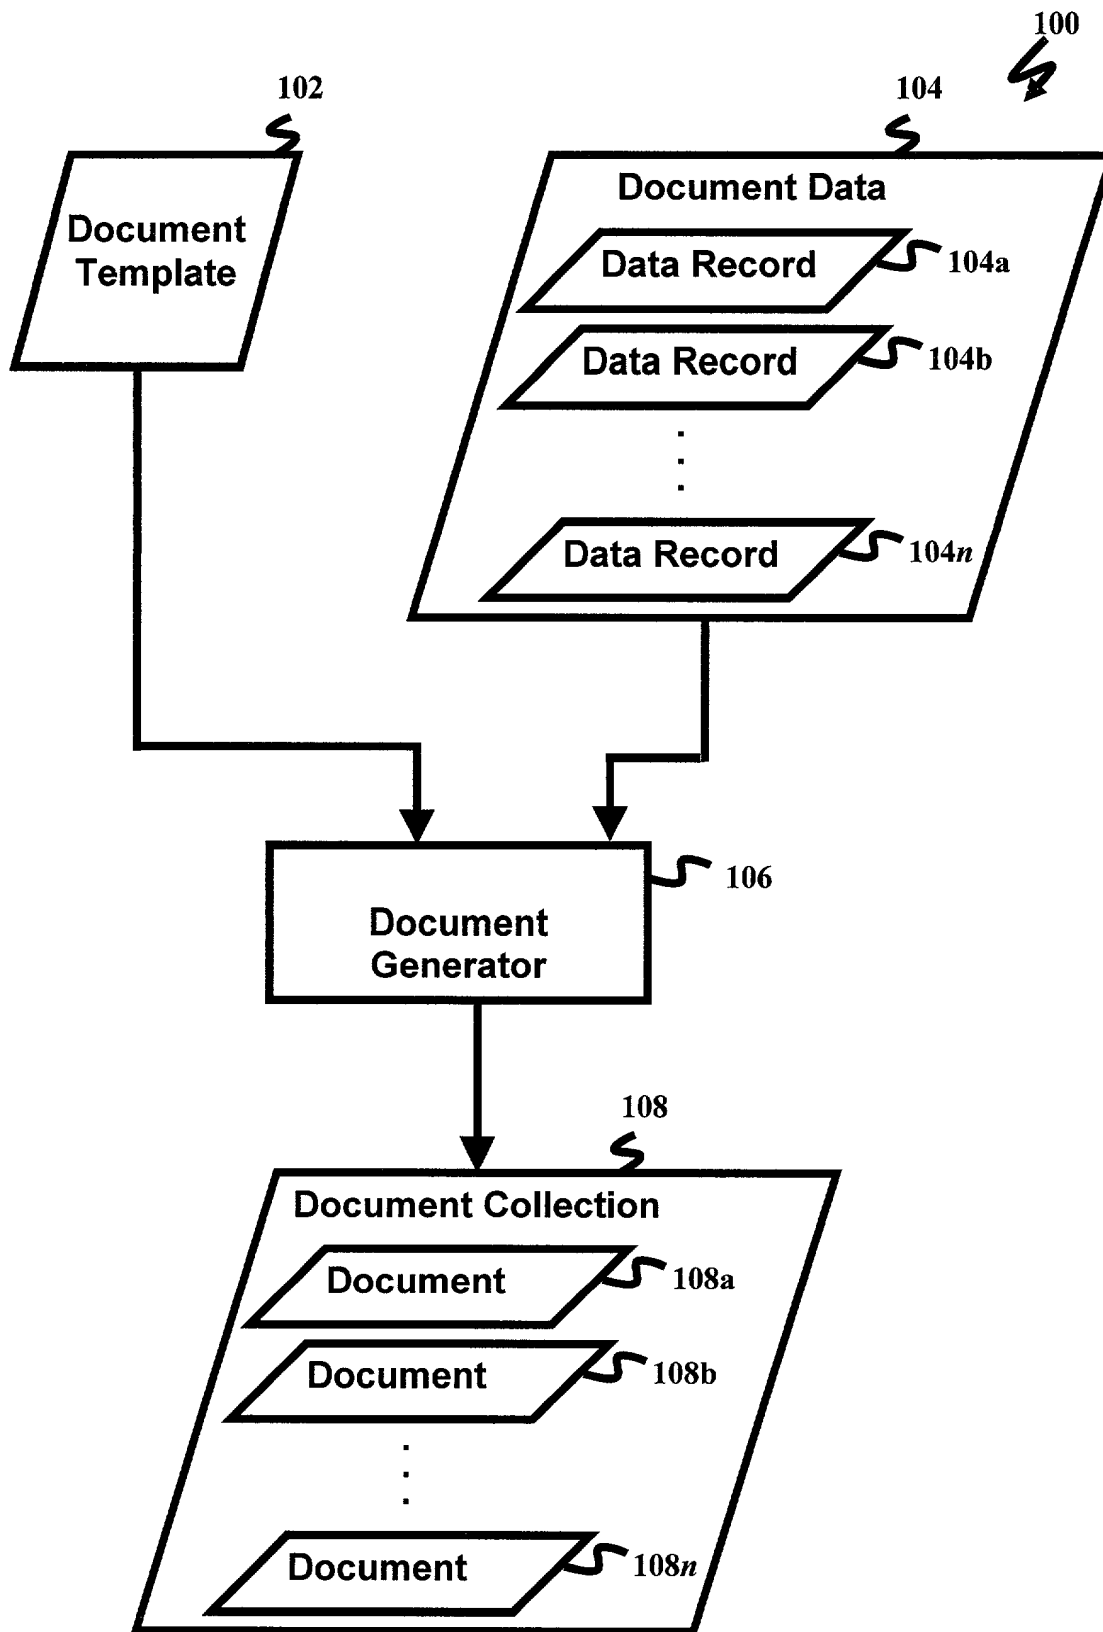 100
102
104
Document
Template
Document Data
Data Record
104a
Data Record
104b
Data Record
104n
106
Document
Generator
108
Document Collection
Document
108a
Document
108b
Document
108n